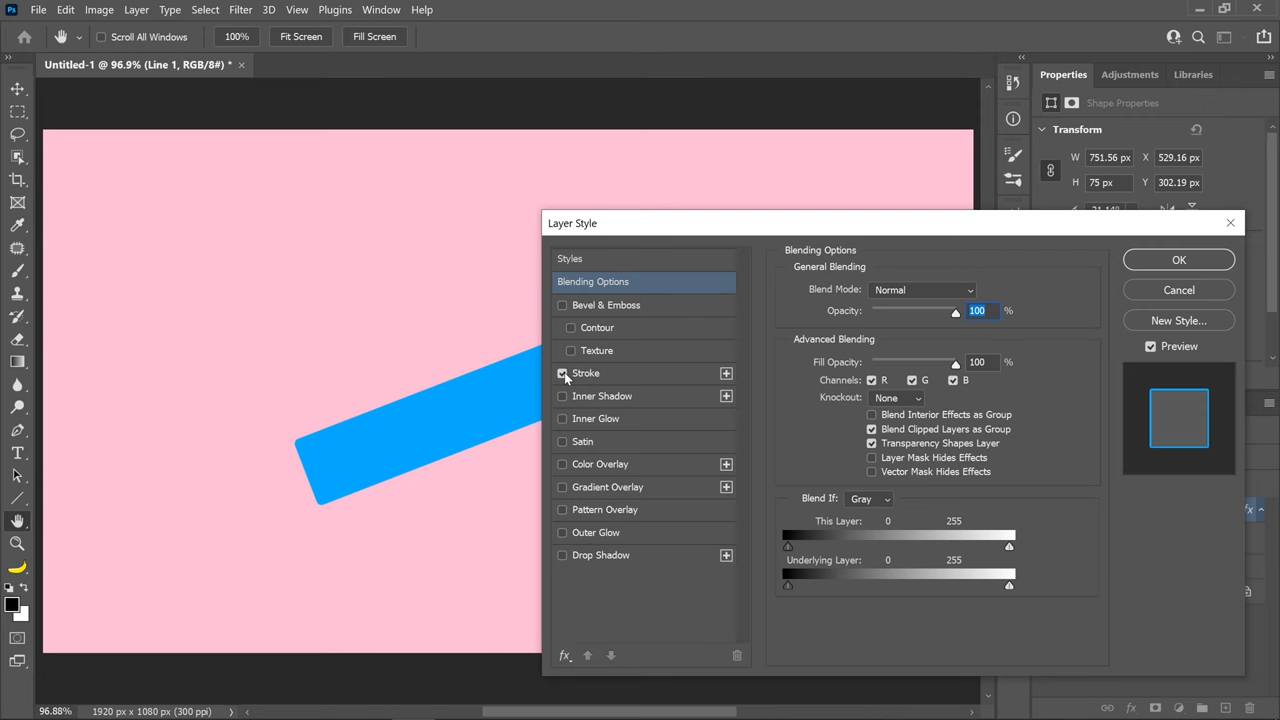 Ps File Edit Image Layer Type Select Filter 3D View Plugins Window Help
Scroll All Windows 100% Fit Screen Fill Screen
Untitled-1 @ 96.9% (Line 1, RGB/8#) *
Properties Adjustments Libraries
Shape Properties
Transform
W 751.56 px X 529.16 px
H 75 px Y 302.19 px
Layer Style
Styles
Blending Options
Bevel & Emboss
Contour
Texture
Stroke
Inner Shadow
Inner Glow
Satin
Color Overlay
Gradient Overlay
Pattern Overlay
Outer Glow
Drop Shadow
fx
Blending Options
General Blending
Blend Mode: Normal
Opacity: 100 %
Advanced Blending
Fill Opacity: 100 %
Channels: R G B
Knockout: None
Blend Interior Effects as Group
Blend Clipped Layers as Group
Transparency Shapes Layer
Layer Mask Hides Effects
Vector Mask Hides Effects
Blend If: Gray
This Layer: 0 255
Underlying Layer: 0 255
OK
Cancel
New Style...
Preview
fx
96.88% 1920 px x 1080 px (300 ppi)
fx